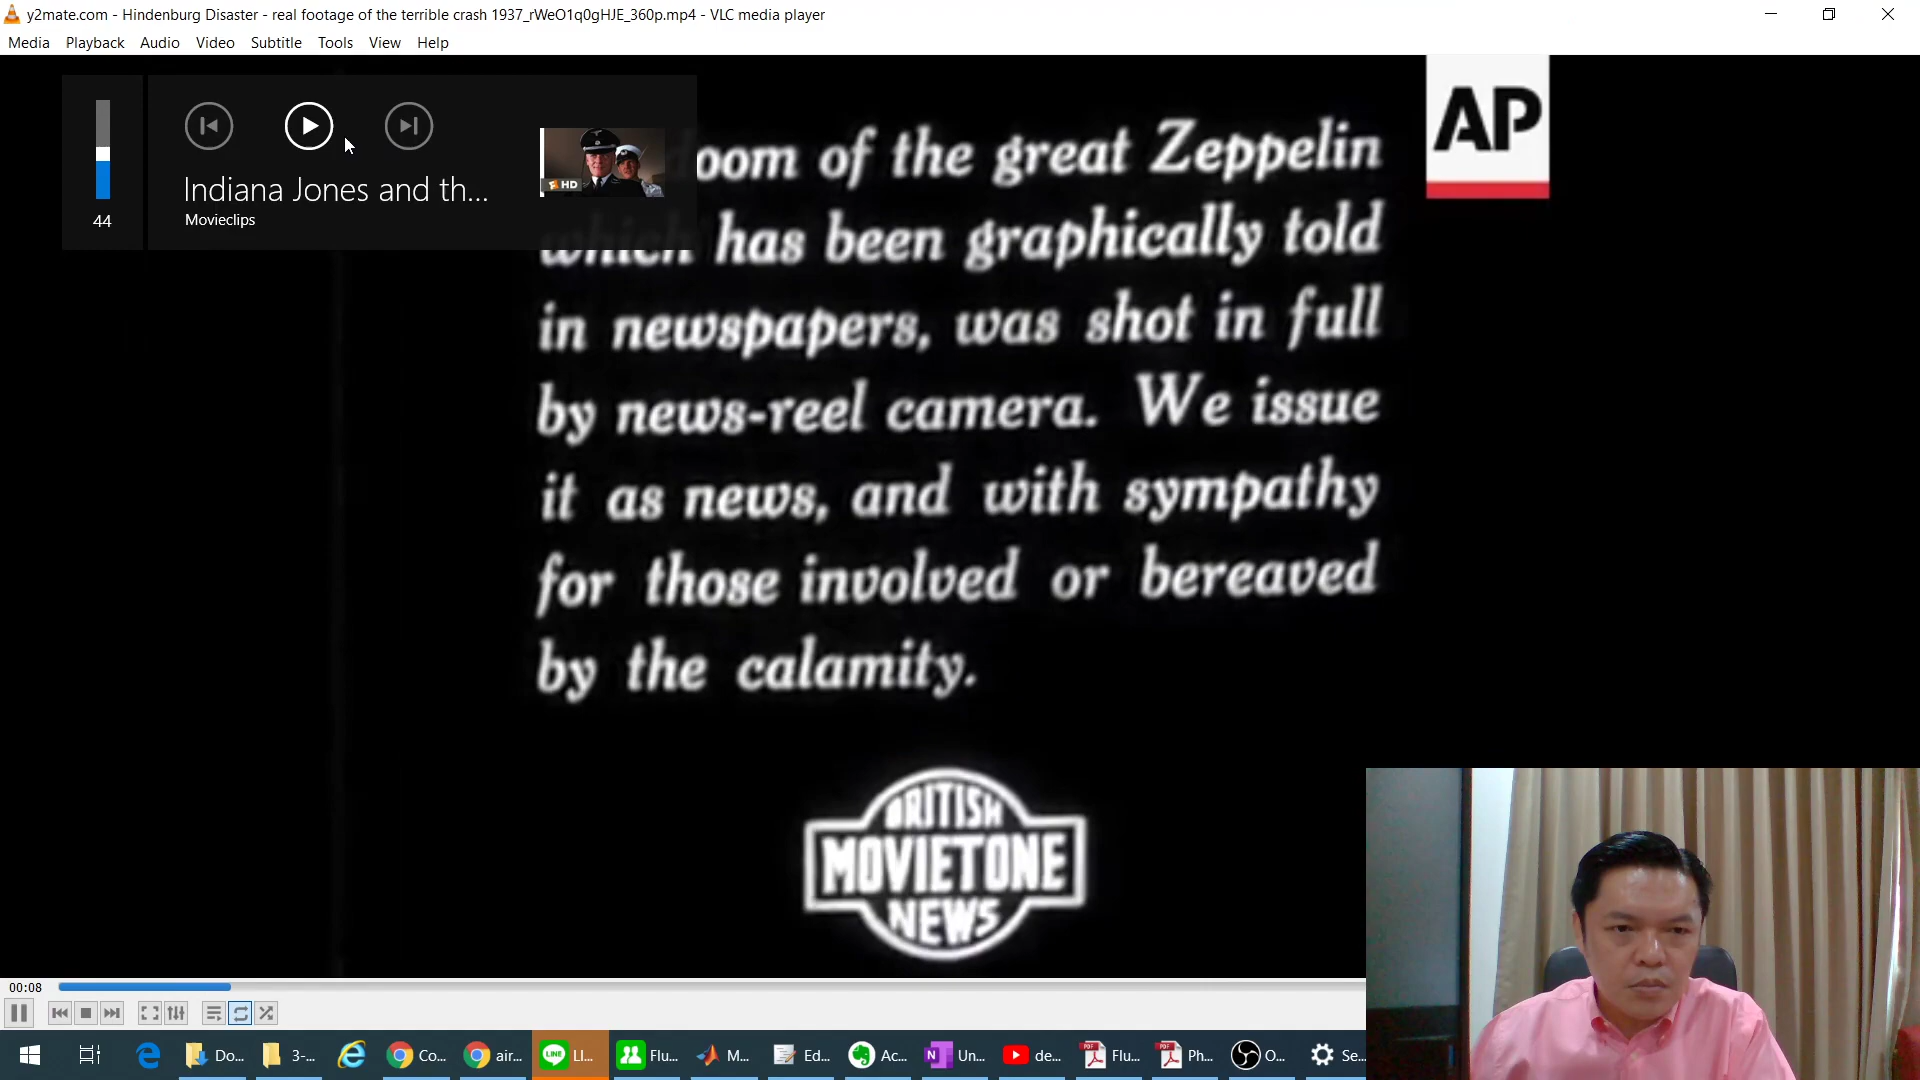 y2mate.com - Hindenburg Disaster - real footage of the terrible crash 1937_rWeO1q0gHJE_360p.mp4 - VLC media player
Media Playback Audio Video Subtitle Tools View Help
44
Indiana Jones and th...
Movieclips
HD
AP
of the great Zeppelin
which has been graphically told
in newspapers, was shot in full
by news-reel camera. We issue
it as news, and with sympathy
for those involved or bereaved
by the calamity.
BRITISH
MOVIETONE
NEWS
00:08
Do... 3-... Co... air... LINE LI... Flu... M... Ed... Ac... N Un... de... Flu... Ph... O... Se...